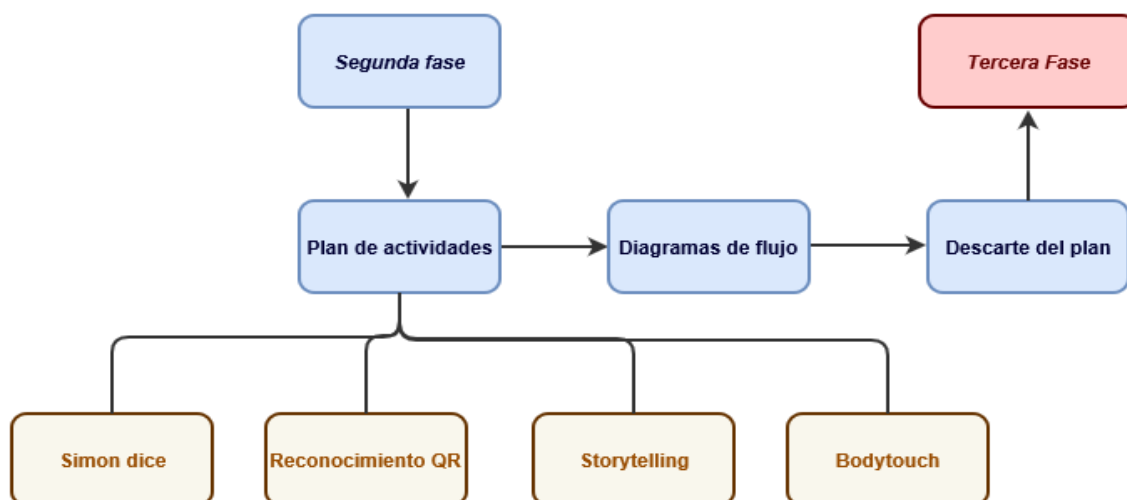 Segunda fase
Tercera Fase
Plan de actividades
Diagramas de flujo
Descarte del plan
Simon dice
Reconocimiento QR
Storytelling
Bodytouch